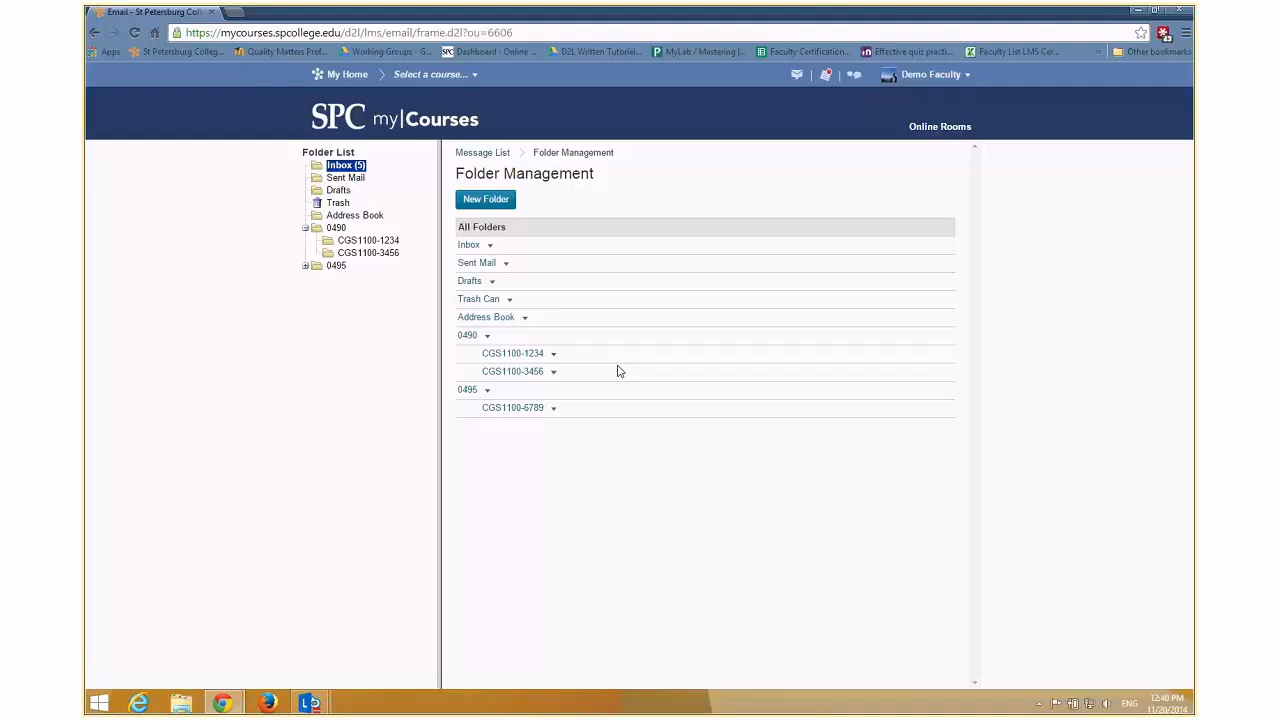 Email - St Petersburg Coll
https://mycourses.spcollege.edu/d2l/lms/email/frame.d2l?ou=6606
Apps St Petersburg Colleg... Quality Matters Prof... Working Groups - G... SPC Dashboard - Online ... D2L Written Tutorial... MyLab / Mastering |... Faculty Certification... Effective quiz practi... Faculty List LMS Cer... » Other bookmarks
My Home Select a course... Demo Faculty
SPC my|Courses
Online Rooms
Folder List
Inbox (5)
Sent Mail
Drafts
Trash
Address Book
0490
CGS1100-1234
CGS1100-3456
0495
Message List Folder Management
Folder Management
New Folder
All Folders
Inbox
Sent Mail
Drafts
Trash Can
Address Book
0490
CGS1100-1234
CGS1100-3456
0495
CGS1100-6789
ENG
12:40 PM
11/20/2014